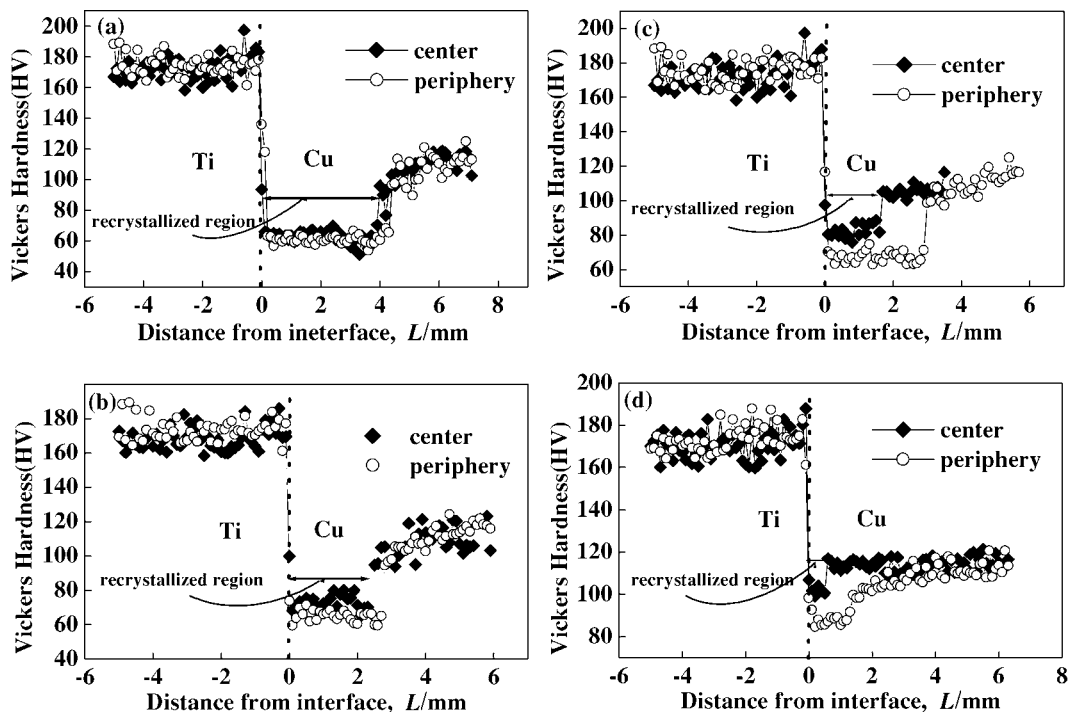 (a)
200
180
160
140
120
100
80
60
40
Vickers Hardness(HV)
center
periphery
Ti
Cu
recrystallized region
-6 -4 -2 0 2 4 6 8
Distance from ineterface, L/mm
(c)
200
180
160
140
120
100
80
60
Vickers Hardness(HV)
center
periphery
Ti
Cu
recrystallized region
-6 -4 -2 0 2 4 6
Distance from interface, L/mm
(b)
180
160
140
120
100
80
60
40
Vickers Hardness(HV)
center
periphery
Ti
Cu
recrystallized region
-6 -4 -2 0 2 4 6 8
Distance from interface, L/mm
(d)
200
180
160
140
120
100
80
Vickers Hardness(HV)
center
periphery
Ti
Cu
recrystallized region
-6 -4 -2 0 2 4 6 8
Distance from interface, L/mm